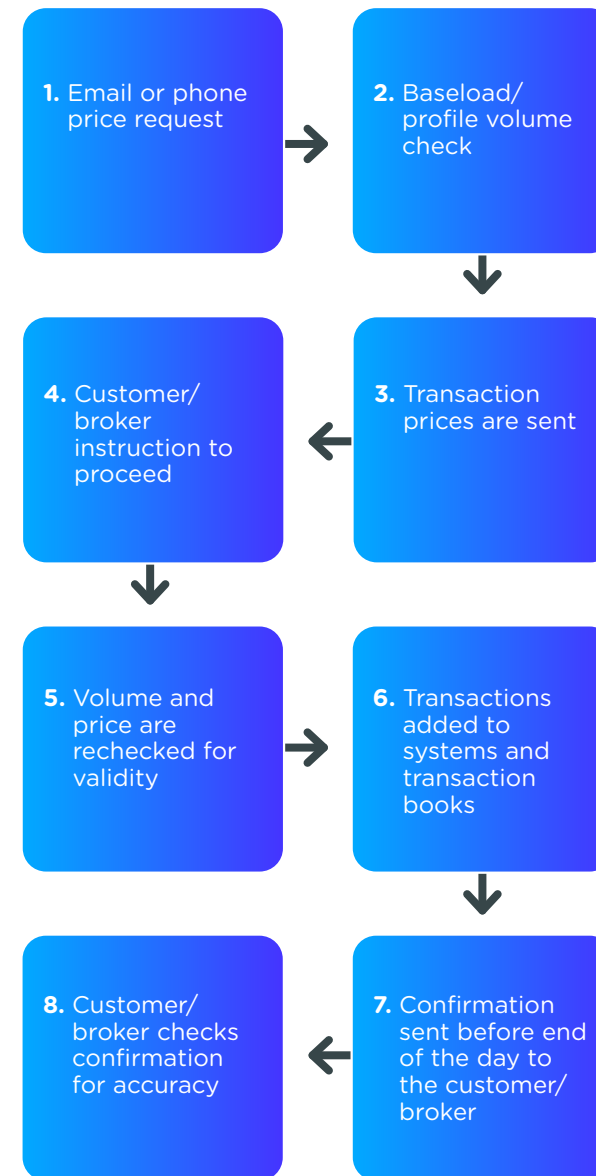 1. Email or phone
price request
2. Baseload/
profile volume
check
3. Transaction
prices are sent
4. Customer/
broker
instruction to
proceed
5. Volume and
price are
rechecked for
validity
6. Transactions
added to
systems and
transaction
books
7. Confirmation
sent before end
of the day to
the customer/
broker
8. Customer/
broker checks
confirmation
for accuracy